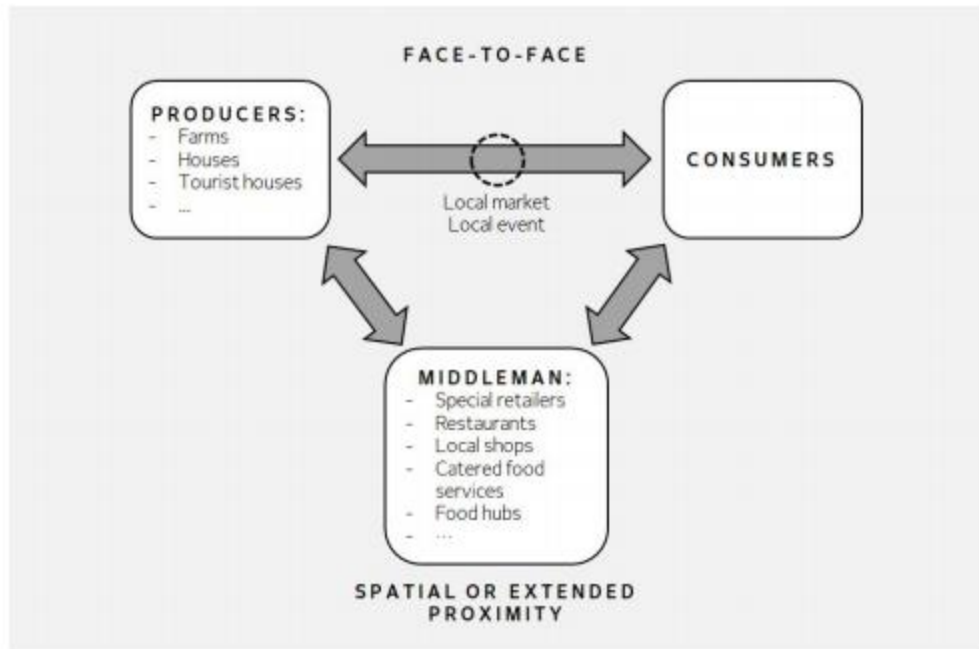 FACE-TO-FACE
PRODUCERS:
- Farms
- Houses
- Tourist houses
- ...
CONSUMERS
Local market
Local event
MIDDLEMAN:
- Special retailers
- Restaurants
- Local shops
- Catered food
services
- Food hubs
- ...
SPATIAL OR EXTENDED
PROXIMITY